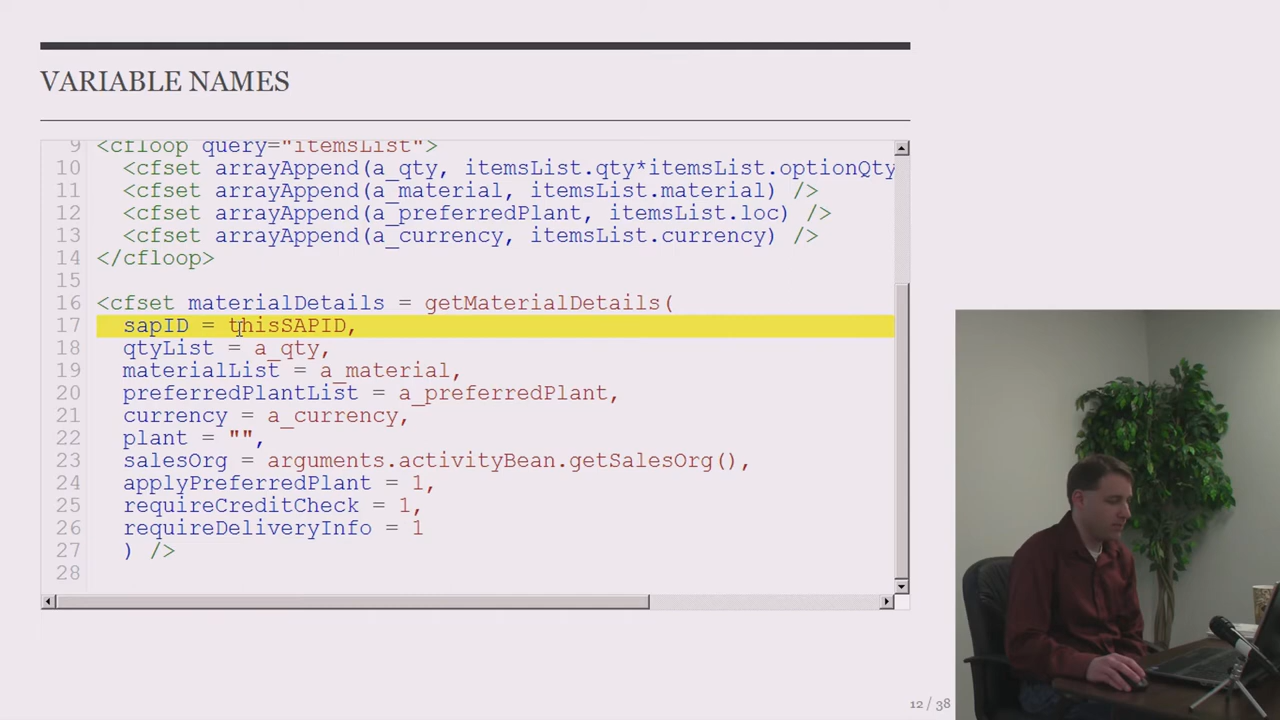 VARIABLE NAMES
9 <cfloop query="itemsList">
10 <cfset arrayAppend(a_qty, itemsList.qty*itemsList.optionQty
11 <cfset arrayAppend(a_material, itemsList.material) />
12 <cfset arrayAppend(a_preferredPlant, itemsList.loc) />
13 <cfset arrayAppend(a_currency, itemsList.currency) />
14 </cfloop>
15
16 <cfset materialDetails = getMaterialDetails(
17 sapID = thisSAPID,
18 qtyList = a_qty,
19 materialList = a_material,
20 preferredPlantList = a_preferredPlant,
21 currency = a_currency,
22 plant = "",
23 salesOrg = arguments.activityBean.getSalesOrg(),
24 applyPreferredPlant = 1,
25 requireCreditCheck = 1,
26 requireDeliveryInfo = 1
27 ) />
28
12 / 38